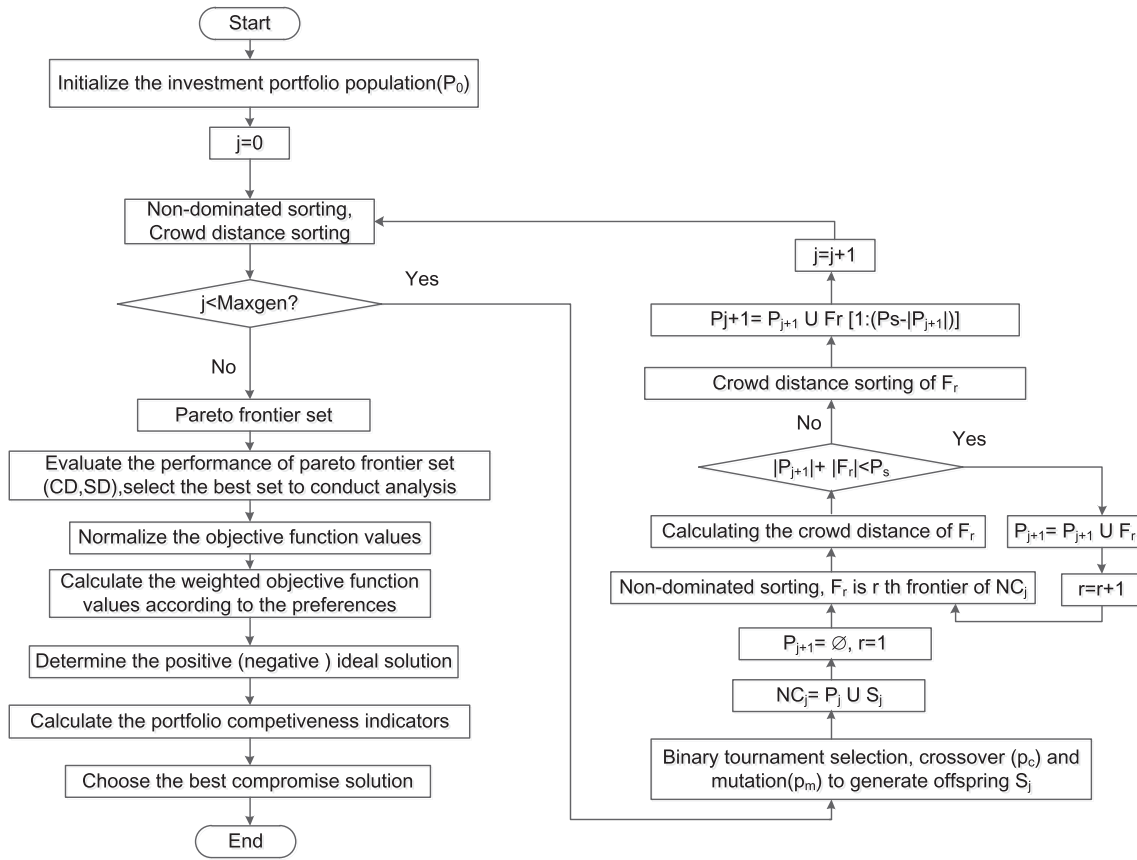 Start
Initialize the investment portfolio population(P₀)
j=0
Non-dominated sorting,
Crowd distance sorting
j<Maxgen?
Yes
No
Pareto frontier set
Evaluate the performance of pareto frontier set
(CD,SD),select the best set to conduct analysis
Normalize the objective function values
Calculate the weighted objective function
values according to the preferences
Determine the positive (negative ) ideal solution
Calculate the portfolio competiveness indicators
Choose the best compromise solution
End
j=j+1
Pj+1= Pⱼ₊₁ U Fr [1:(Ps-|Pⱼ₊₁|)]
Crowd distance sorting of Fᵣ
No
Yes
|Pⱼ₊₁|+ |Fᵣ|<Pₛ
Calculating the crowd distance of Fᵣ
Pⱼ₊₁= Pⱼ₊₁ U Fᵣ
Non-dominated sorting, Fᵣ is r th frontier of NCⱼ
r=r+1
Pⱼ₊₁= ∅, r=1
NCⱼ= Pⱼ U Sⱼ
Binary tournament selection, crossover (p_c) and
mutation(pₘ) to generate offspring Sⱼ